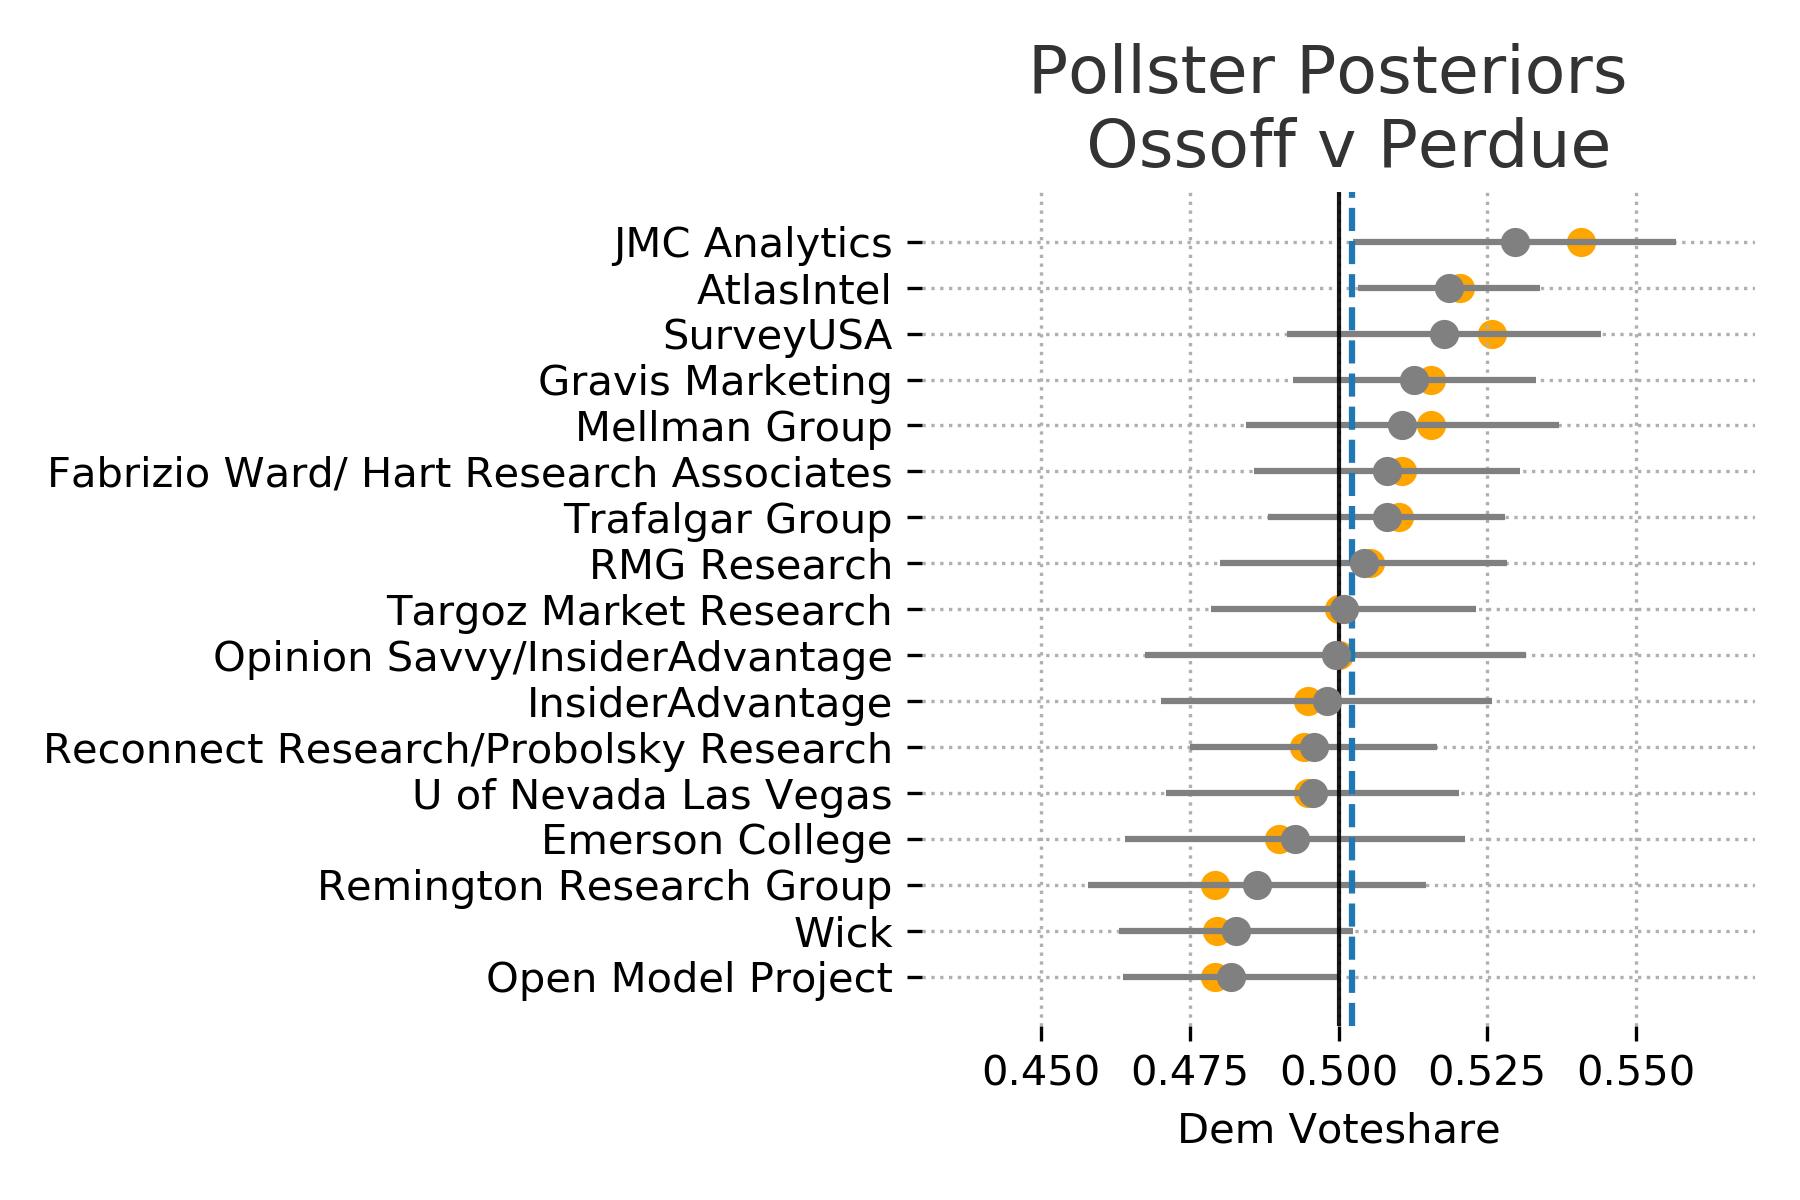 Pollster Posteriors
Ossoff v Perdue
JMC Analytics
AtlasIntel
SurveyUSA
Gravis Marketing
Mellman Group
Fabrizio Ward/ Hart Research Associates
Trafalgar Group
RMG Research
Targoz Market Research
Opinion Savvy/InsiderAdvantage
InsiderAdvantage
Reconnect Research/Probolsky Research
U of Nevada Las Vegas
Emerson College
Remington Research Group
Wick
Open Model Project
0.450 0.475 0.500 0.525 0.550
Dem Voteshare